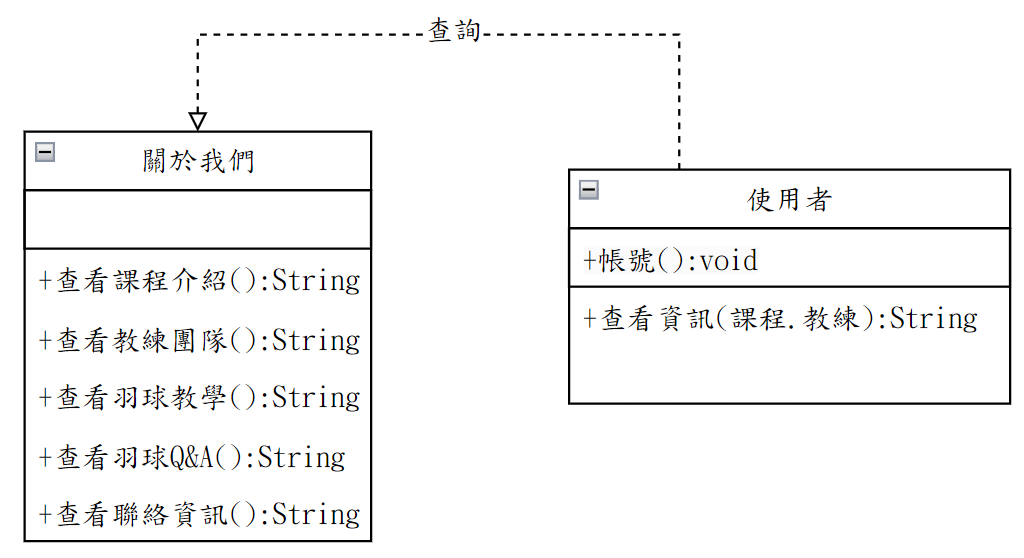 查詢
關於我們
+查看課程介紹():String
+查看教練團隊():String
+查看羽球教學():String
+查看羽球Q&A():String
+查看聯絡資訊():String
使用者
+帳號():void
+查看資訊(課程.教練):String